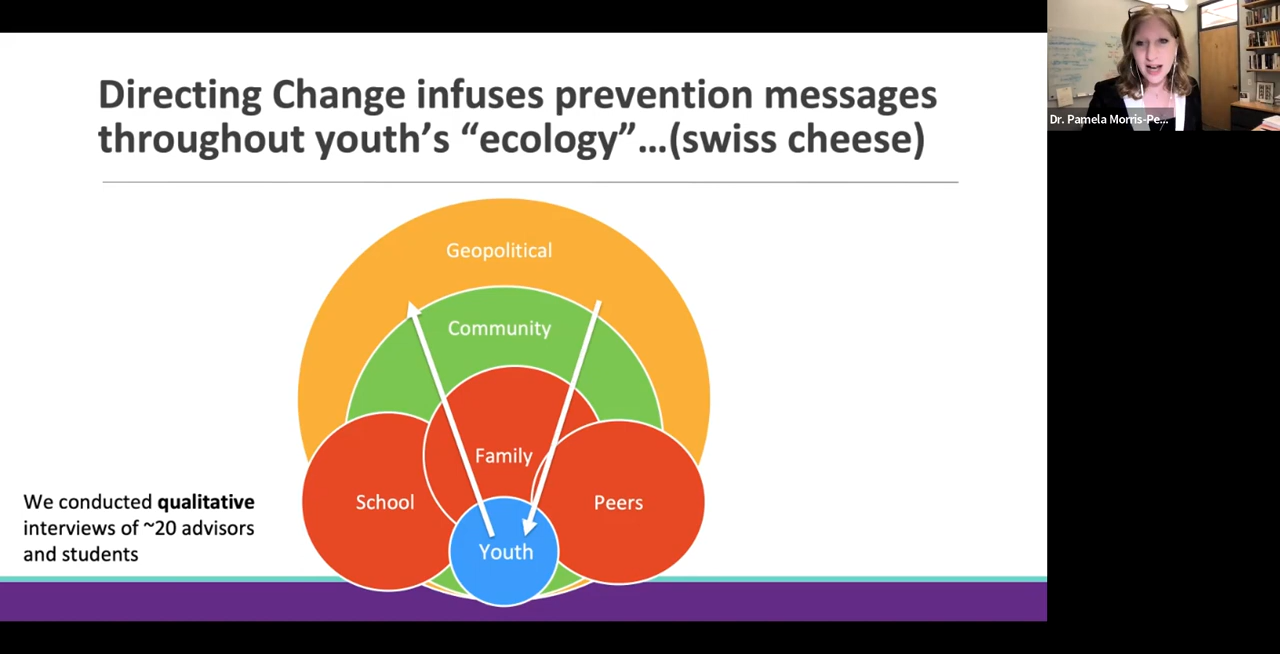 Directing Change infuses prevention messages
throughout youth’s “ecology”...(swiss cheese)
Dr. Pamela Morris-Pe...
Geopolitical
Community
Family
School
Peers
Youth
We conducted qualitative
interviews of ~20 advisors
and students